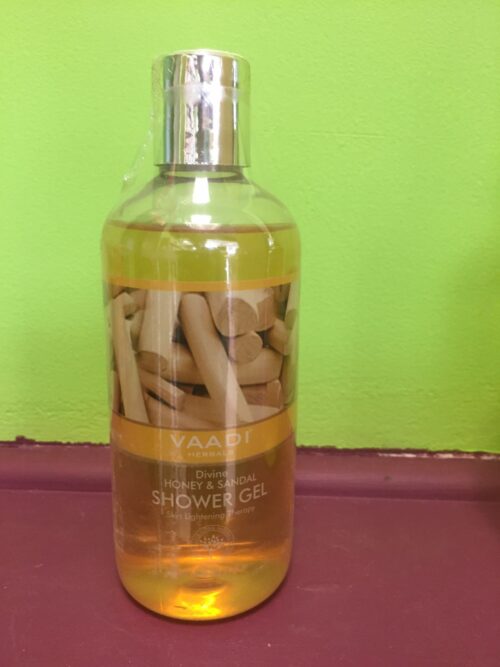 VAADI
HERBALS
Divine
HONEY & SANDAL
SHOWER GEL
Skin Lightening Therapy